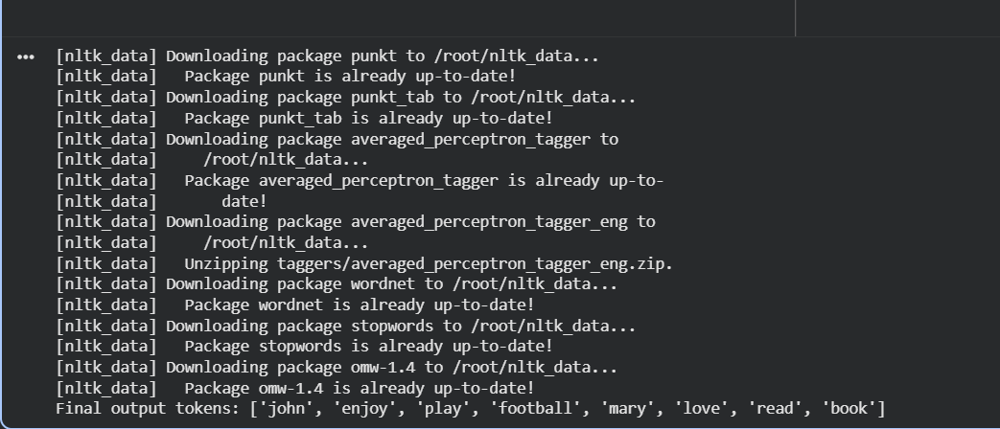 [nltk_data] Downloading package punkt to /root/nltk_data...
[nltk_data]   Package punkt is already up-to-date!
[nltk_data] Downloading package punkt_tab to /root/nltk_data...
[nltk_data]   Package punkt_tab is already up-to-date!
[nltk_data] Downloading package averaged_perceptron_tagger to
[nltk_data]     /root/nltk_data...
[nltk_data]   Package averaged_perceptron_tagger is already up-to-
[nltk_data]       date!
[nltk_data] Downloading package averaged_perceptron_tagger_eng to
[nltk_data]     /root/nltk_data...
[nltk_data]   Unzipping taggers/averaged_perceptron_tagger_eng.zip.
[nltk_data] Downloading package wordnet to /root/nltk_data...
[nltk_data]   Package wordnet is already up-to-date!
[nltk_data] Downloading package stopwords to /root/nltk_data...
[nltk_data]   Package stopwords is already up-to-date!
[nltk_data] Downloading package omw-1.4 to /root/nltk_data...
[nltk_data]   Package omw-1.4 is already up-to-date!
Final output tokens: ['john', 'enjoy', 'play', 'football', 'mary', 'love', 'read', 'book']